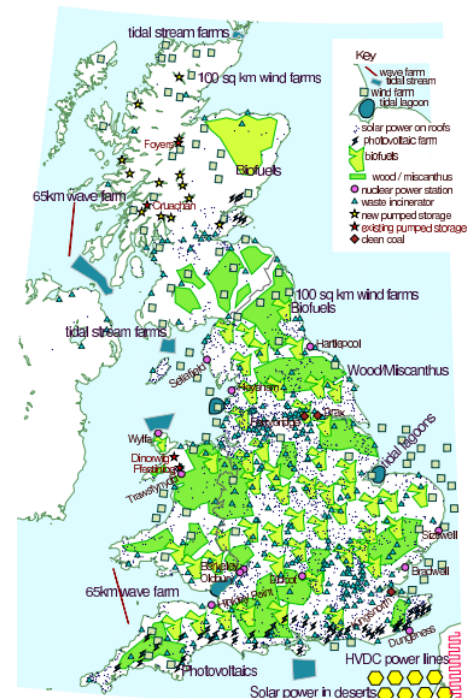 tidal stream farms
100 sq km wind farms
Key
wave farm
tidal stream
wind farm
tidal lagoon
solar power on roofs
photovoltaic farm
biofuels
wood / miscanthus
nuclear power station
waste incinerator
new pumped storage
existing pumped storage
clean coal
Foyers
Biofuels
65km wave farm
Cruachan
100 sq km wind farms
Biofuels
tidal stream farms
Hartlepool
Sellafield
Wood/Miscanthus
Heysham
Drax
Wylfa
tidal lagoons
Dinorwig
Ffestiniog
Trawsfynydd
Sizewell
Berkeley
Oldbury
Didcot
Bradwell
65km wave farm
Hinkley Point
Kingsnorth
Dungeness
HVDC power lines
Photovoltaics
Solar power in deserts